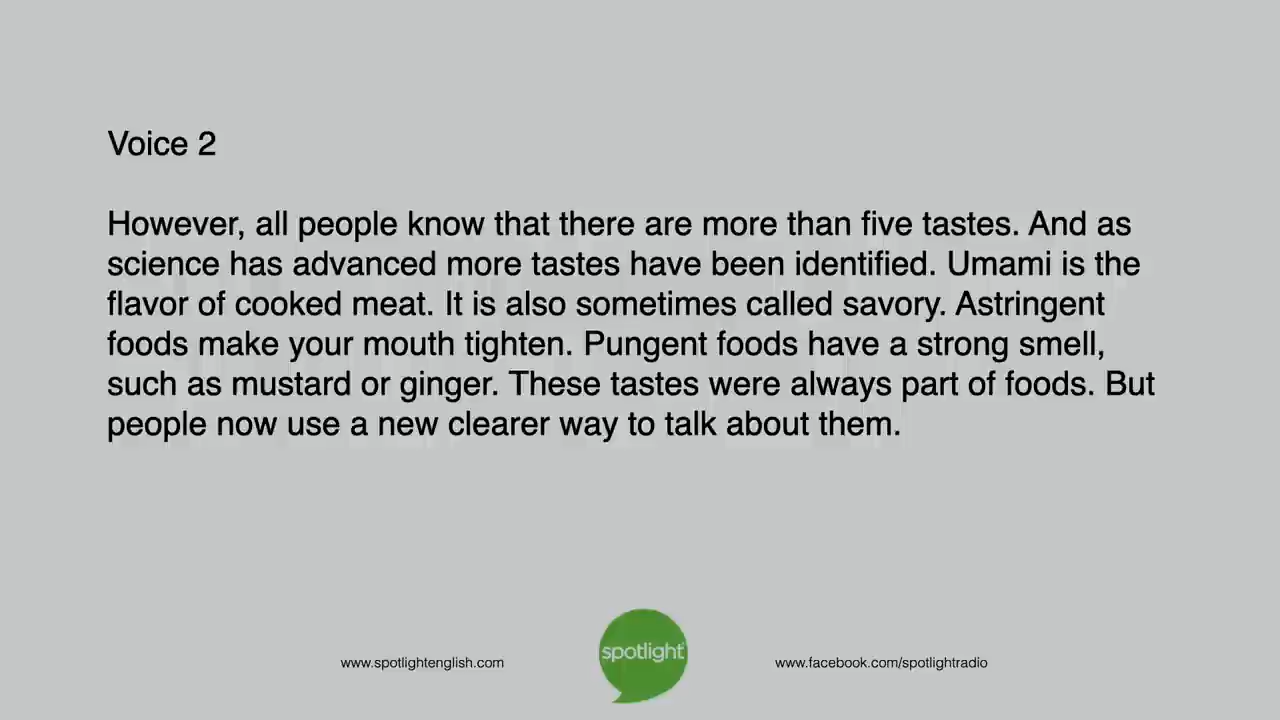 Voice 2
However, all people know that there are more than five tastes. And as
science has advanced more tastes have been identified. Umami is the
flavor of cooked meat. It is also sometimes called savory. Astringent
foods make your mouth tighten. Pungent foods have a strong smell,
such as mustard or ginger. These tastes were always part of foods. But
people now use a new clearer way to talk about them.
www.spotlightenglish.com
spotlight
www.facebook.com/spotlightradio